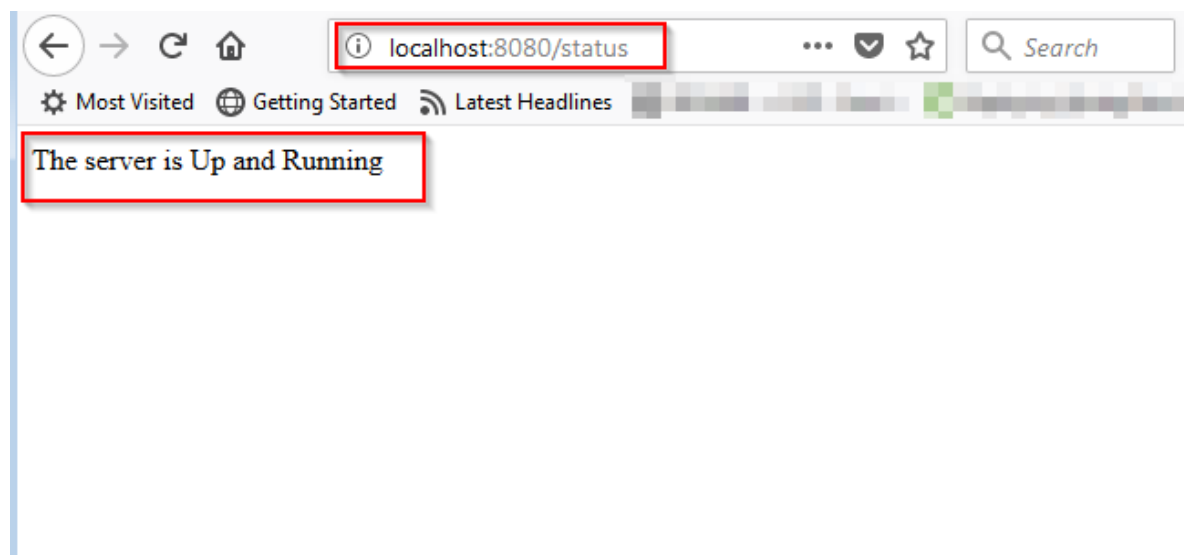 localhost:8080/status
Search
Most Visited Getting Started Latest Headlines
The server is Up and Running